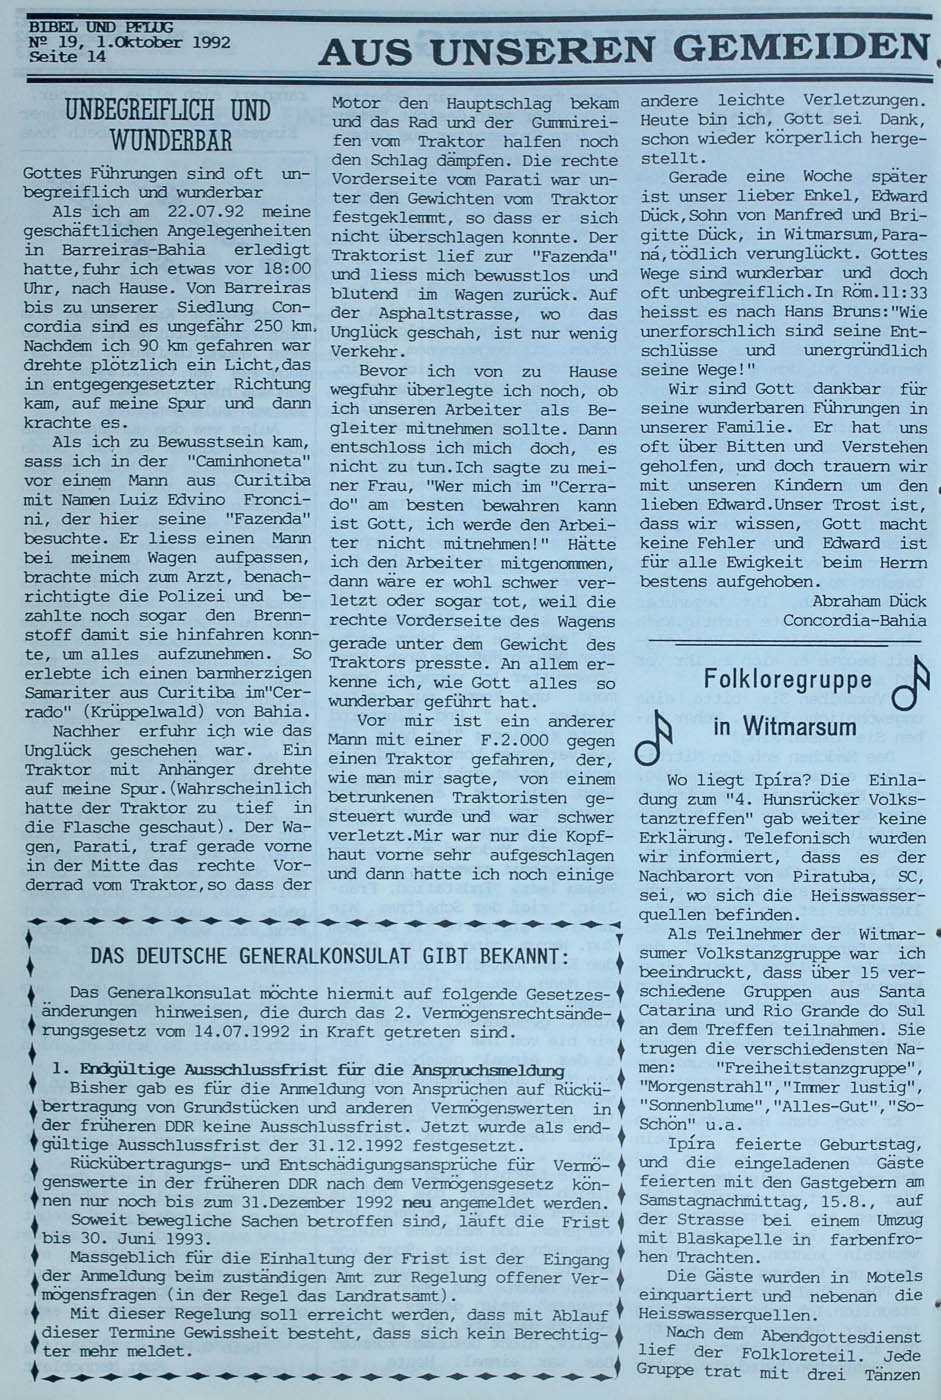 BIBEL UND PFLUG
Nº 19, 1.Oktober 1992
Seite 14
AUS UNSEREN GEMEIDEN
UNBEGREIFLICH UND
WUNDERBAR
Gottes Führungen sind oft un-
begreiflich und wunderbar
Als ich am 22.07.92 meine
geschäftlichen Angelegenheiten
in Barreiras-Bahia erledigt
hatte,fuhr ich etwas vor 18:00
Uhr, nach Hause. Von Barreiras
bis zu unserer Siedlung Con-
cordia sind es ungefähr 250 km.
Nachdem ich 90 km gefahren war
drehte plötzlich ein Licht,das
in entgegengesetzter Richtung
kam, auf meine Spur und dann
krachte es.
Als ich zu Bewusstsein kam,
sass ich in der "Caminhoneta"
vor einem Mann aus Curitiba
mit Namen Luiz Edvino Fronci-
ni, der hier seine "Fazenda"
besuchte. Er liess einen Mann
bei meinem Wagen aufpassen,
brachte mich zum Arzt, benach-
richtigte die Polizei und be-
zahlte noch sogar den Brenn-
stoff damit sie hinfahren konn-
te, um alles aufzunehmen. So
erlebte ich einen barmherzigen
Samariter aus Curitiba im"Cer-
rado" (Krüppelwald) von Bahia.
Nachher erfuhr ich wie das
Unglück geschehen war. Ein
Traktor mit Anhänger drehte
auf meine Spur.(Wahrscheinlich
hatte der Traktor zu tief in
die Flasche geschaut). Der Wa-
gen, Parati, traf gerade vorne
in der Mitte das rechte Vor-
derrad vom Traktor,so dass der
Motor den Hauptschlag bekam
und das Rad und der Gummirei-
fen vom Traktor halfen noch
den Schlag dämpfen. Die rechte
Vorderseite vom Parati war un-
ter den Gewichten vom Traktor
festgeklemmt, so dass er sich
nicht überschlagen konnte. Der
Traktorist lief zur "Fazenda"
und liess mich bewusstlos und
blutend im Wagen zurück. Auf
der Asphaltstrasse, wo das
Unglück geschah, ist nur wenig
Verkehr.
Bevor ich von zu Hause
wegfuhr überlegte ich noch, ob
ich unseren Arbeiter als Be-
gleiter mitnehmen sollte. Dann
entschloss ich mich doch, es
nicht zu tun.Ich sagte zu mei-
ner Frau, "Wer mich im "Cerra-
do" am besten bewahren kann
ist Gott, ich werde den Arbei-
ter nicht mitnehmen!" Hätte
ich den Arbeiter mitgenommen,
dann wäre er wohl schwer ver-
letzt oder sogar tot, weil die
rechte Vorderseite des Wagens
gerade unter dem Gewicht des
Traktors presste. An allem er-
kenne ich, wie Gott alles so
wunderbar geführt hat.
Vor mir ist ein anderer
Mann mit einer F.2.000 gegen
einen Traktor gefahren, der,
wie man mir sagte, von einem
betrunkenen Traktoristen ge-
steuert wurde und war schwer
verletzt.Mir war nur die Kopf-
haut vorne sehr aufgeschlagen
und dann hatte ich noch einige
andere leichte Verletzungen.
Heute bin ich, Gott sei Dank,
schon wieder körperlich herge-
stellt.
Gerade eine Woche später
ist unser lieber Enkel, Edward
Dück,Sohn von Manfred und Bri-
gitte Dück, in Witmarsum,Para-
ná,tödlich verunglückt. Gottes
Wege sind wunderbar und doch
oft unbegreiflich.In Röm.11:33
heisst es nach Hans Bruns:"Wie
unerforschlich sind seine Ent-
schlüsse und unergründlich
seine Wege!"
Wir sind Gott dankbar für
seine wunderbaren Führungen in
unserer Familie. Er hat uns
oft über Bitten und Verstehen
geholfen, und doch trauern wir
mit unseren Kindern um den
lieben Edward.Unser Trost ist,
dass wir wissen, Gott macht
keine Fehler und Edward ist
für alle Ewigkeit beim Herrn
bestens aufgehoben.
Abraham Dück
Concordia-Bahia
Folkloregruppe
in Witmarsum
Wo liegt Ipíra? Die Einla-
dung zum "4. Hunsrücker Volks-
tanztreffen" gab weiter keine
Erklärung. Telefonisch wurden
wir informiert, dass es der
Nachbarort von Piratuba, SC,
sei, wo sich die Heisswasser-
quellen befinden.
Als Teilnehmer der Witmar-
sumer Volkstanzgruppe war ich
beeindruckt, dass über 15 ver-
schiedene Gruppen aus Santa
Catarina und Rio Grande do Sul
an dem Treffen teilnahmen. Sie
trugen die verschiedensten Na-
men: "Freiheitstanzgruppe",
"Morgenstrahl","Immer lustig",
"Sonnenblume","Alles-Gut","So-
Schön" u.a.
Ipíra feierte Geburtstag,
und die eingeladenen Gäste
feierten mit den Gastgebern am
Samstagnachmittag, 15.8., auf
der Strasse bei einem Umzug
mit Blaskapelle in farbenfro-
hen Trachten.
Die Gäste wurden in Motels
einquartiert und nebenan die
Heisswasserquellen.
Nach dem Abendgottesdienst
lief der Folkloreteil. Jede
Gruppe trat mit drei Tänzen
DAS DEUTSCHE GENERALKONSULAT GIBT BEKANNT:
Das Generalkonsulat möchte hiermit auf folgende Gesetzes-
änderungen hinweisen, die durch das 2. Vermögensrechtsände-
rungsgesetz vom 14.07.1992 in Kraft getreten sind.
1. Endgültige Ausschlussfrist für die Anspruchsmeldung
Bisher gab es für die Anmeldung von Ansprüchen auf Rückü-
bertragung von Grundstücken und anderen Vermögenswerten in
der früheren DDR keine Ausschlussfrist. Jetzt wurde als end-
gültige Ausschlussfrist der 31.12.1992 festgesetzt.
Rückübertragungs- und Entschädigungsansprüche für Vermö-
genswerte in der früheren DDR nach dem Vermögensgesetz kön-
nen nur noch bis zum 31.Dezember 1992 neu angemeldet werden.
Soweit bewegliche Sachen betroffen sind, läuft die Frist
bis 30. Juni 1993.
Massgeblich für die Einhaltung der Frist ist der Eingang
der Anmeldung beim zuständigen Amt zur Regelung offener Ver-
mögensfragen (in der Regel das Landratsamt).
Mit dieser Regelung soll erreicht werden, dass mit Ablauf
dieser Termine Gewissheit besteht, dass sich kein Berechtig-
ter mehr meldet.